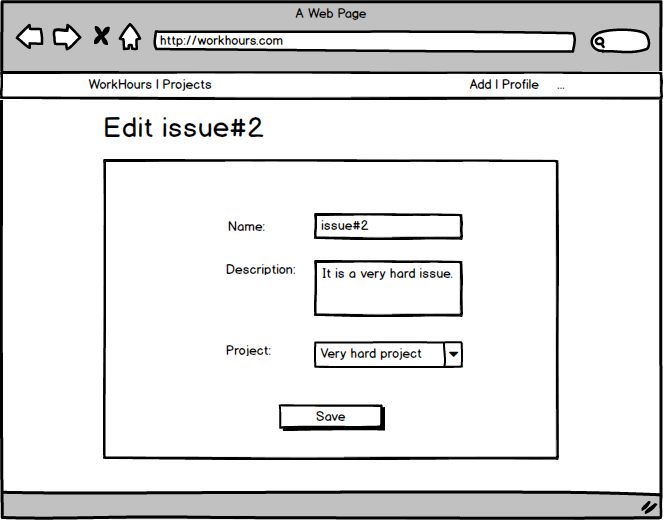 A Web Page
http://workhours.com
WorkHours | Projects Add | Profile ...
Edit issue#2
Name: issue#2
Description: It is a very hard issue.
Project: Very hard project
Save